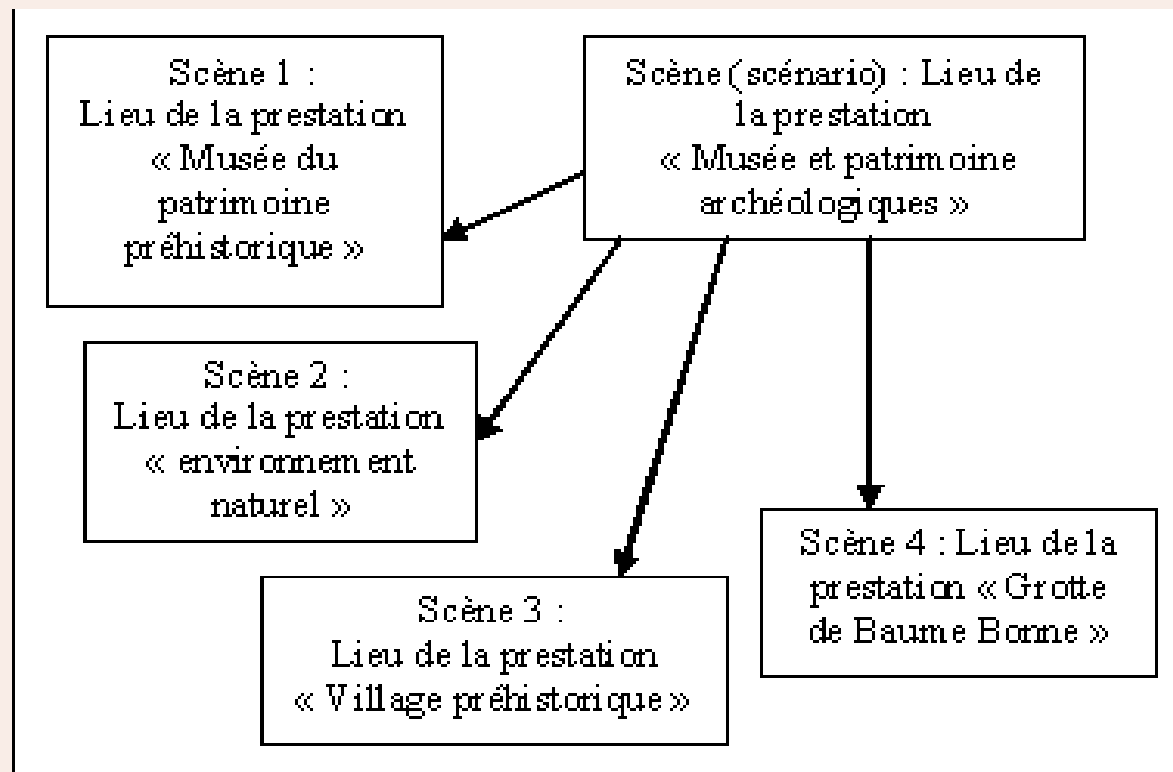 Scène 1 :
Lieu de la prestation
« Musée du
patrimoine
préhistorique »
Scène (scénario) : Lieu de
la prestation
« Musée et patrimoine
archéologiques »
Scène 2 :
Lieu de la prestation
« environnement
naturel »
Scène 3 :
Lieu de la prestation
« Village préhistorique »
Scène 4 : Lieu de la
prestation « Grotte
de Baume Bonne »